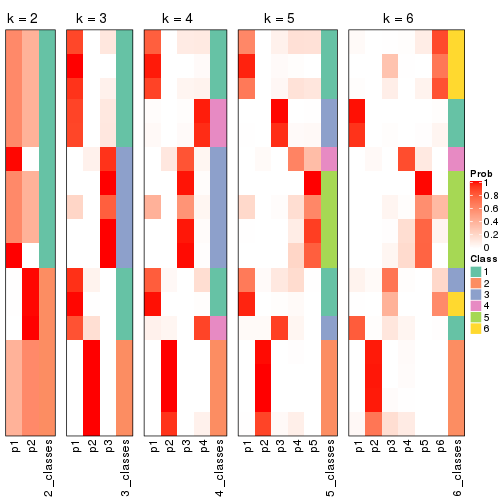 k = 2
k = 3
k = 4
k = 5
k = 6
Prob
1
0.8
0.6
0.4
0.2
0
Class
1
2
3
4
5
6
p1
p2
2_classes
p1
p2
p3
3_classes
p1
p2
p3
p4
4_classes
p1
p2
p3
p4
p5
5_classes
p1
p2
p3
p4
p5
p6
6_classes